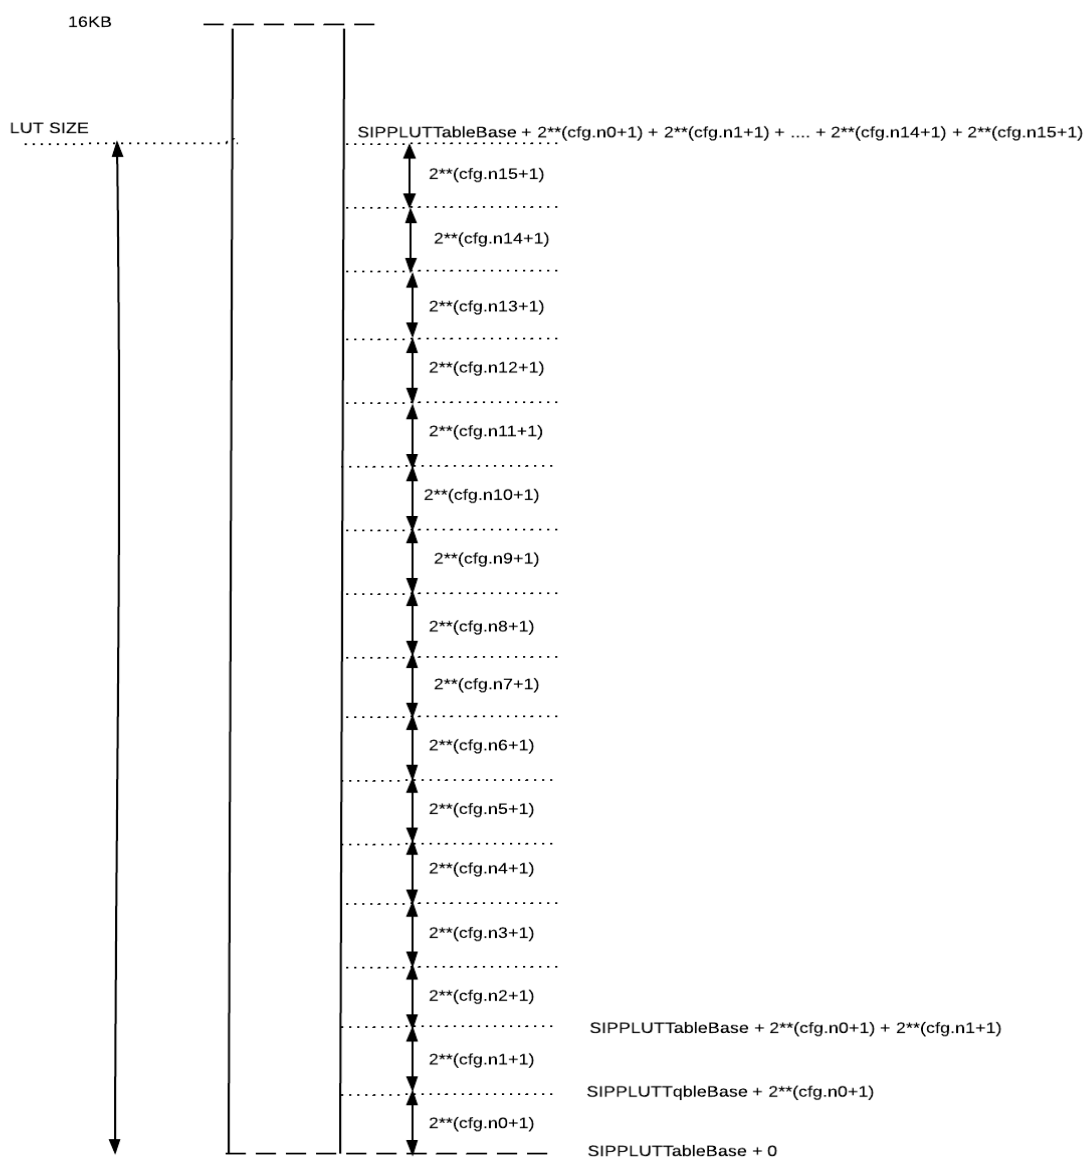 16KB
LUT SIZE
SIPPLUTTableBase + 2**(cfg.n0+1) + 2**(cfg.n1+1) + .... + 2**(cfg.n14+1) + 2**(cfg.n15+1)
2**(cfg.n15+1)
2**(cfg.n14+1)
2**(cfg.n13+1)
2**(cfg.n12+1)
2**(cfg.n11+1)
2**(cfg.n10+1)
2**(cfg.n9+1)
2**(cfg.n8+1)
2**(cfg.n7+1)
2**(cfg.n6+1)
2**(cfg.n5+1)
2**(cfg.n4+1)
2**(cfg.n3+1)
2**(cfg.n2+1)
SIPPLUTTableBase + 2**(cfg.n0+1) + 2**(cfg.n1+1)
2**(cfg.n1+1)
SIPPLUTTqbleBase + 2**(cfg.n0+1)
2**(cfg.n0+1)
SIPPLUTTableBase + 0